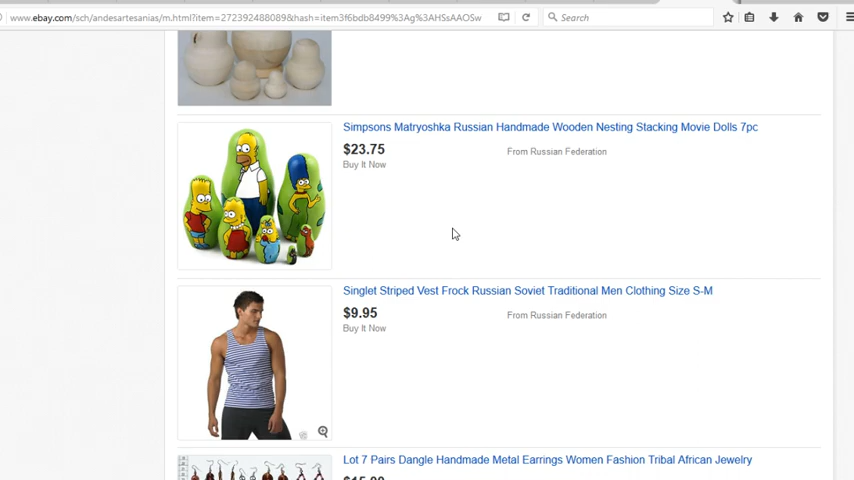 www.ebay.com/sch/andesartesanias/m.html?item=272392488089&hash=item3f6bdb8499%3Ag%3AHSsAAOSw
Search
Simpsons Matryoshka Russian Handmade Wooden Nesting Stacking Movie Dolls 7pc
$23.75
From Russian Federation
Buy It Now
Singlet Striped Vest Frock Russian Soviet Traditional Men Clothing Size S-M
$9.95
From Russian Federation
Buy It Now
Lot 7 Pairs Dangle Handmade Metal Earrings Women Fashion Tribal African Jewelry